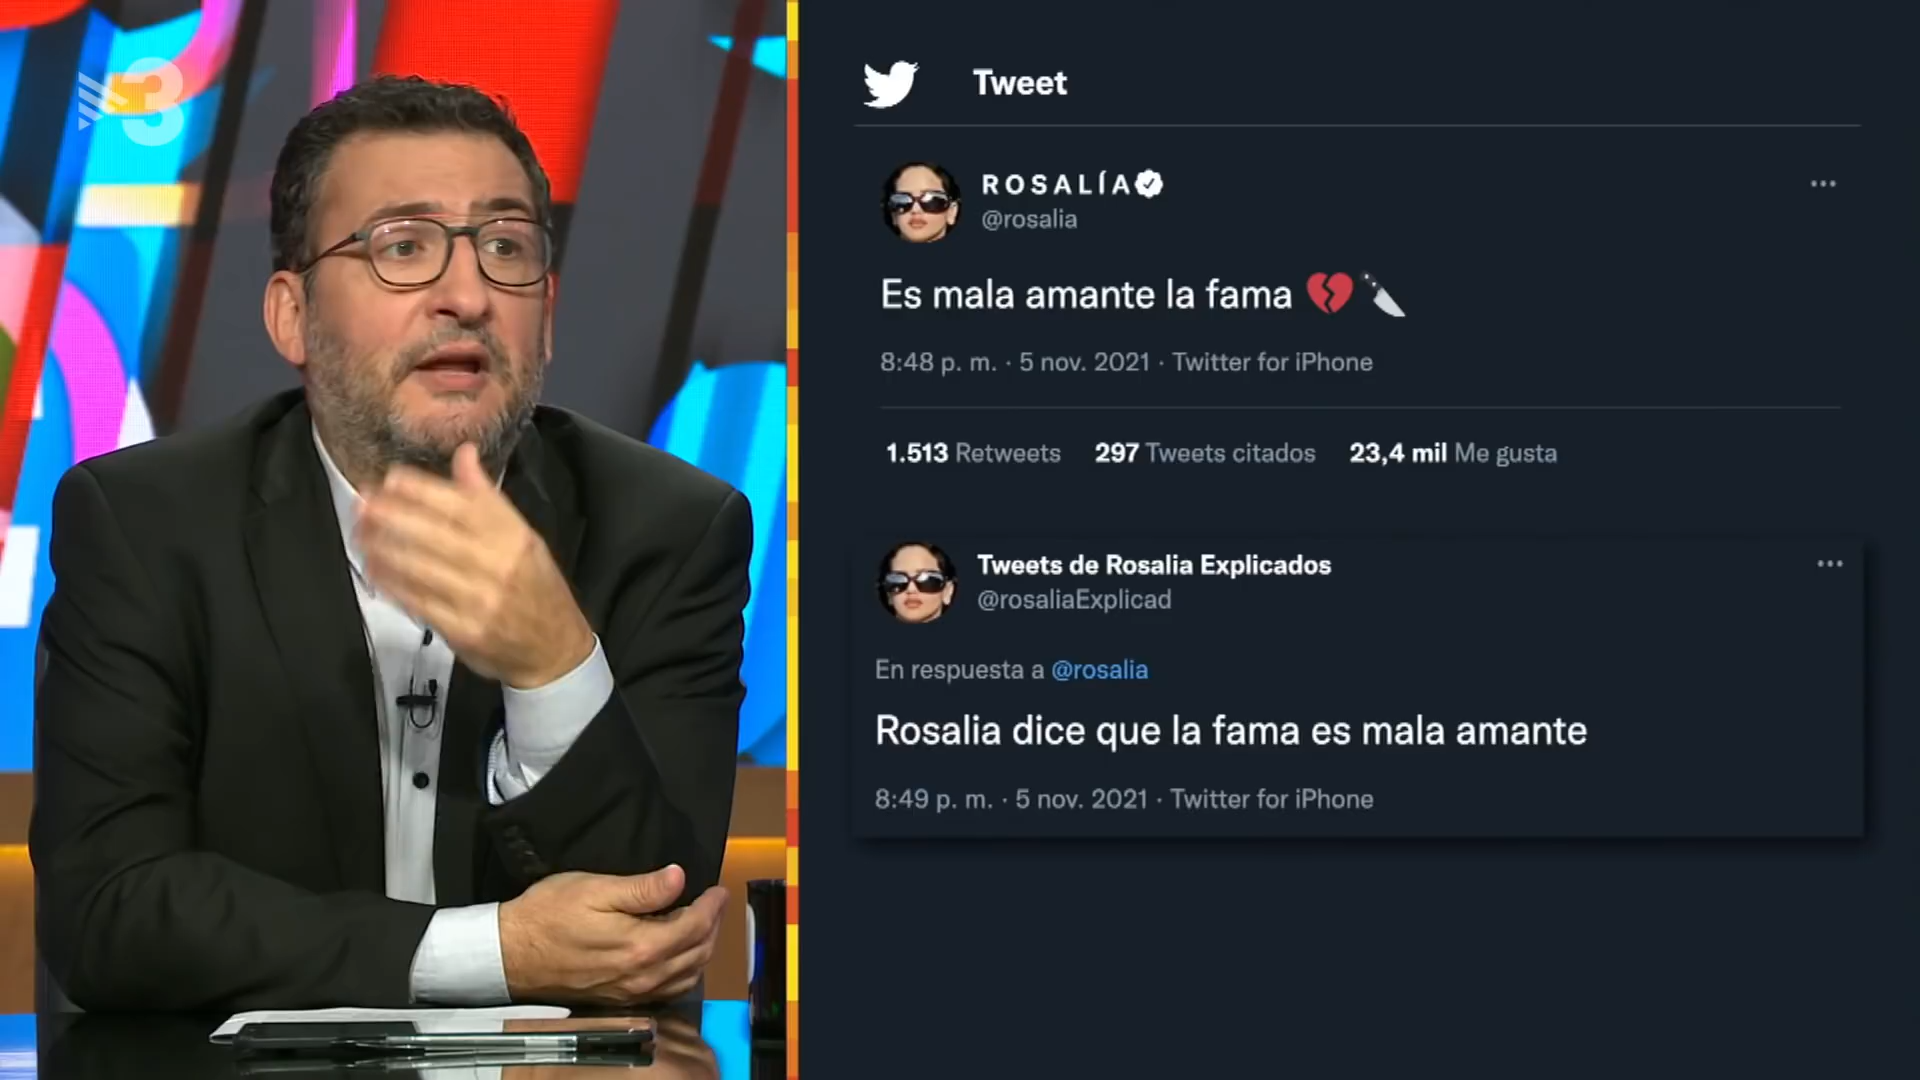 3
Tweet
ROSALÍA
@rosalia
Es mala amante la fama 💔🔪
8:48 p. m. · 5 nov. 2021 · Twitter for iPhone
1.513 Retweets 297 Tweets citados 23,4 mil Me gusta
Tweets de Rosalia Explicados
@rosaliaExplicad
En respuesta a @rosalia
Rosalia dice que la fama es mala amante
8:49 p. m. · 5 nov. 2021 · Twitter for iPhone